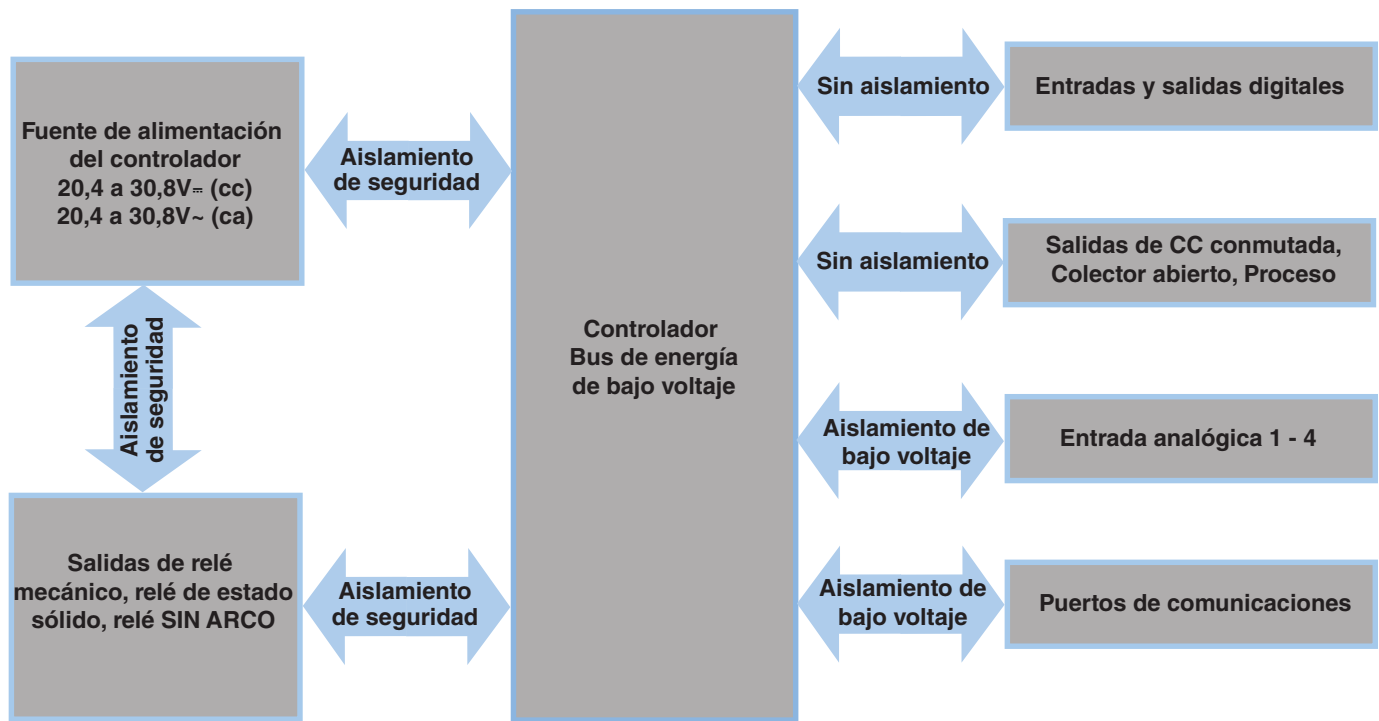 Fuente de alimentación
del controlador
20,4 a 30,8V⎓ (cc)
20,4 a 30,8V~ (ca)
Aislamiento
de seguridad
Aislamiento
de seguridad
Salidas de relé
mecánico, relé de estado
sólido, relé SIN ARCO
Aislamiento
de seguridad
Controlador
Bus de energía
de bajo voltaje
Sin aislamiento
Entradas y salidas digitales
Sin aislamiento
Salidas de CC conmutada,
Colector abierto, Proceso
Aislamiento de
bajo voltaje
Entrada analógica 1 - 4
Aislamiento de
bajo voltaje
Puertos de comunicaciones